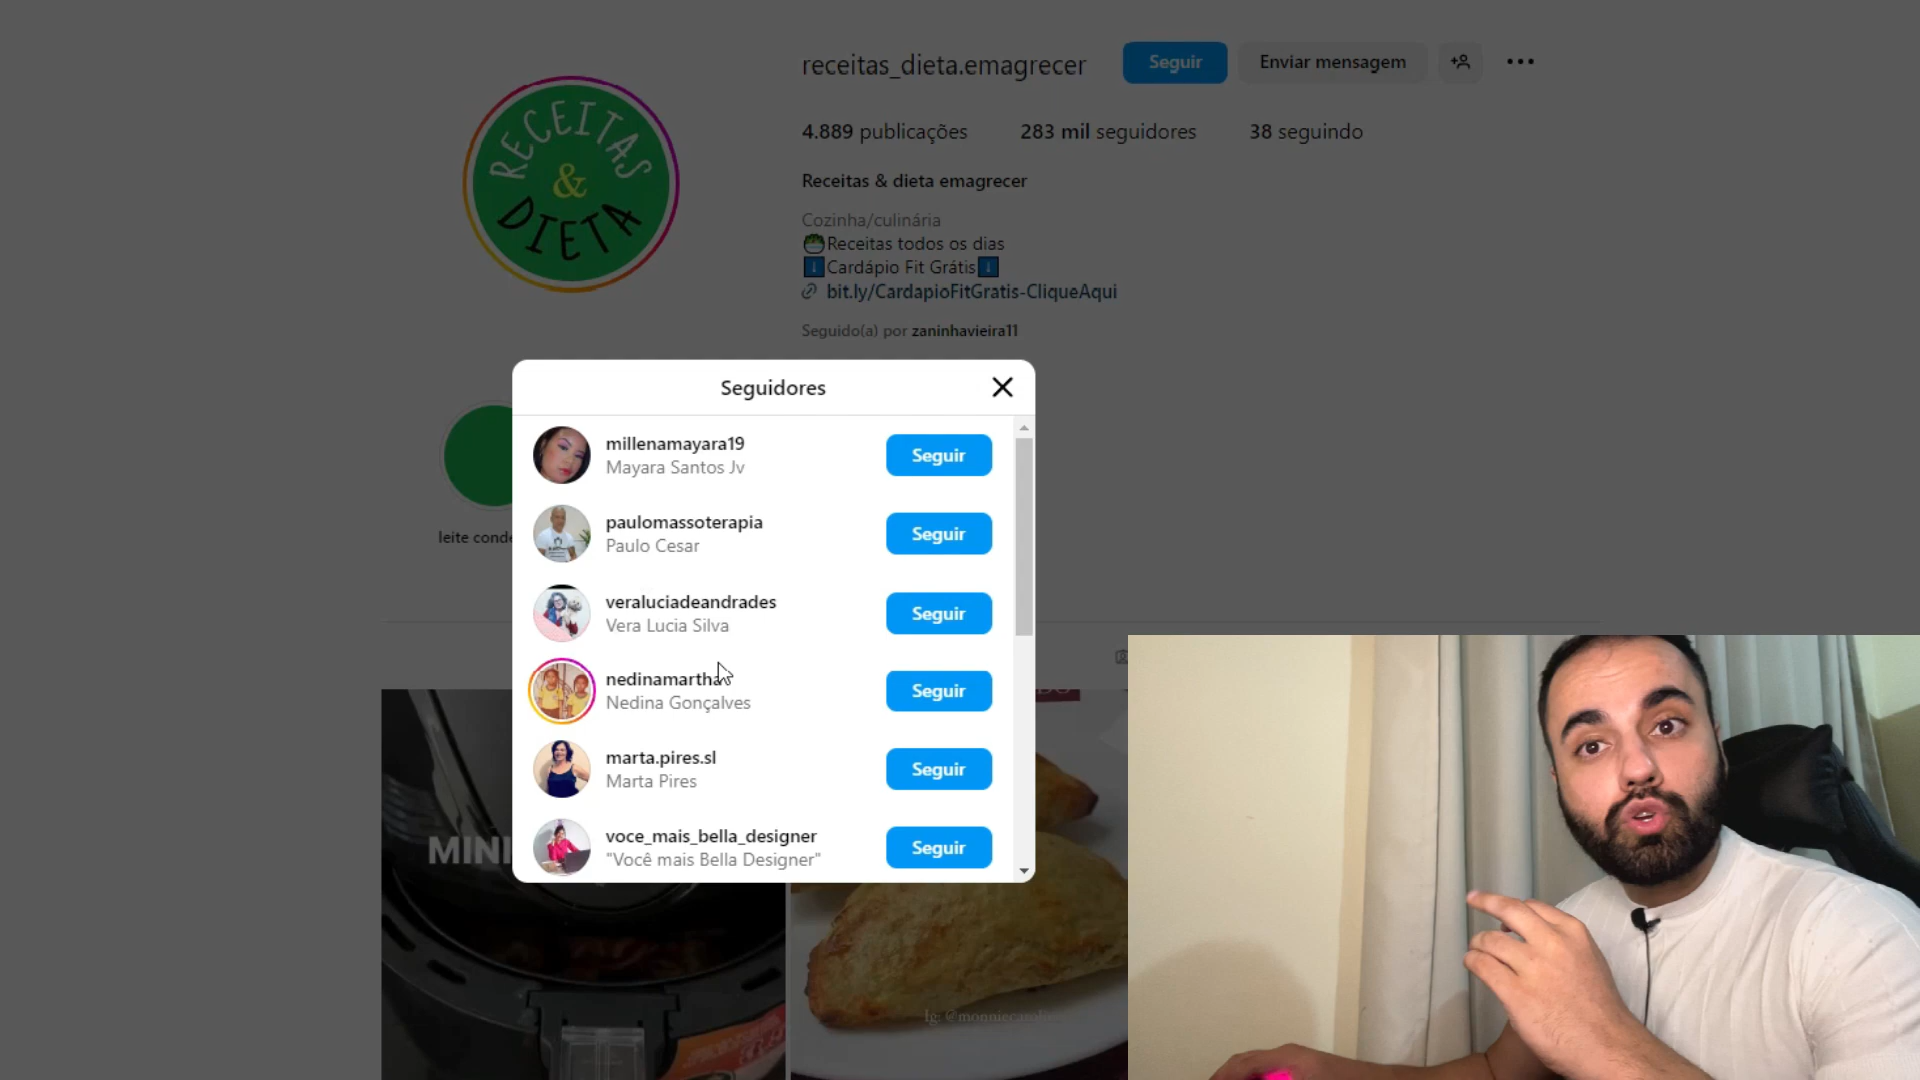 receitas_dieta.emagrecer
Seguir
Enviar mensagem
4.889 publicações
283 mil seguidores
38 seguindo
RECEITAS
&
DIETA
Receitas & dieta emagrecer
Cozinha/culinária
Receitas todos os dias
Cardápio Fit Grátis
bit.ly/CardapioFitGratis-CliqueAqui
Seguido(a) por zaninhavieira11
leite conde
Seguidores
millenamayara19
Mayara Santos Jv
Seguir
paulomassoterapia
Paulo Cesar
Seguir
veraluciadeandrades
Vera Lucia Silva
Seguir
nedinamartha
Nedina Gonçalves
Seguir
marta.pires.sl
Marta Pires
Seguir
voce_mais_bella_designer
"Você mais Bella Designer"
Seguir
MINI